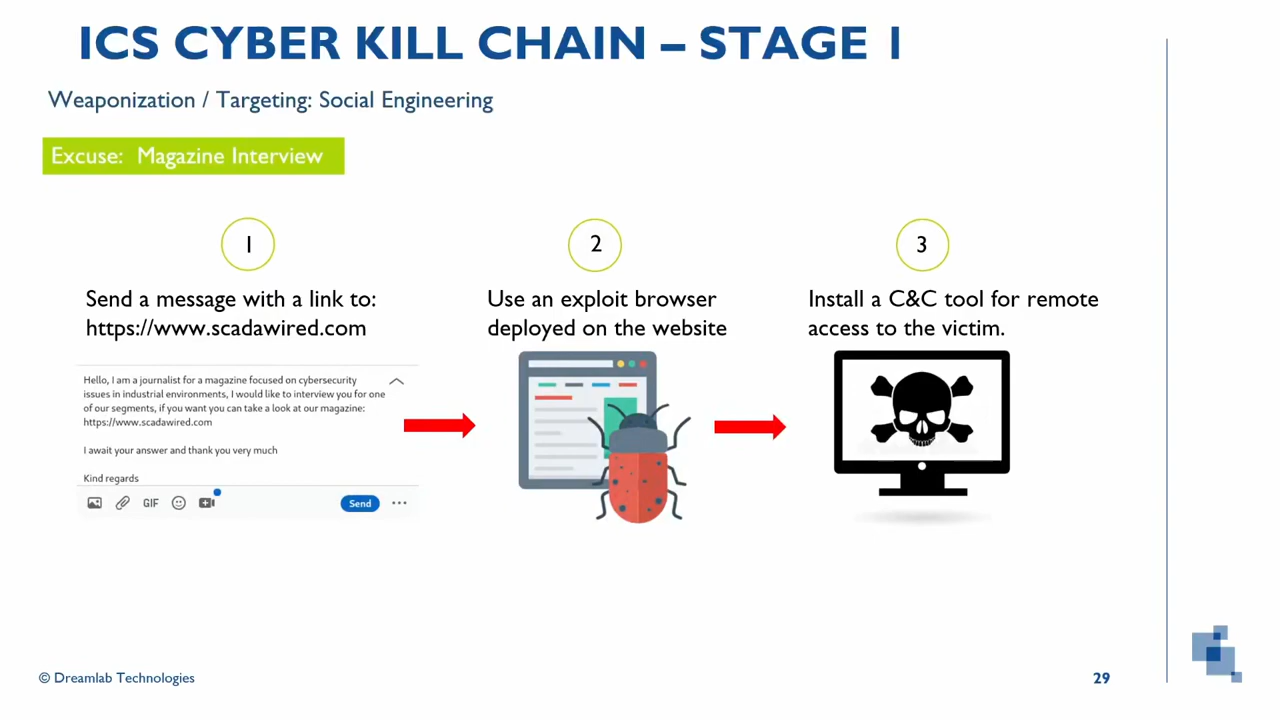 ICS CYBER KILL CHAIN – STAGE 1
Weaponization / Targeting: Social Engineering
Excuse: Magazine Interview
1
2
3
Send a message with a link to:
https://www.scadawired.com
Use an exploit browser
deployed on the website
Install a C&C tool for remote
access to the victim.
Hello, I am a journalist for a magazine focused on cybersecurity
issues in industrial environments, I would like to interview you for one
of our segments, if you want you can take a look at our magazine:
https://www.scadawired.com
I await your answer and thank you very much
Kind regards
GIF
Send
© Dreamlab Technologies
29